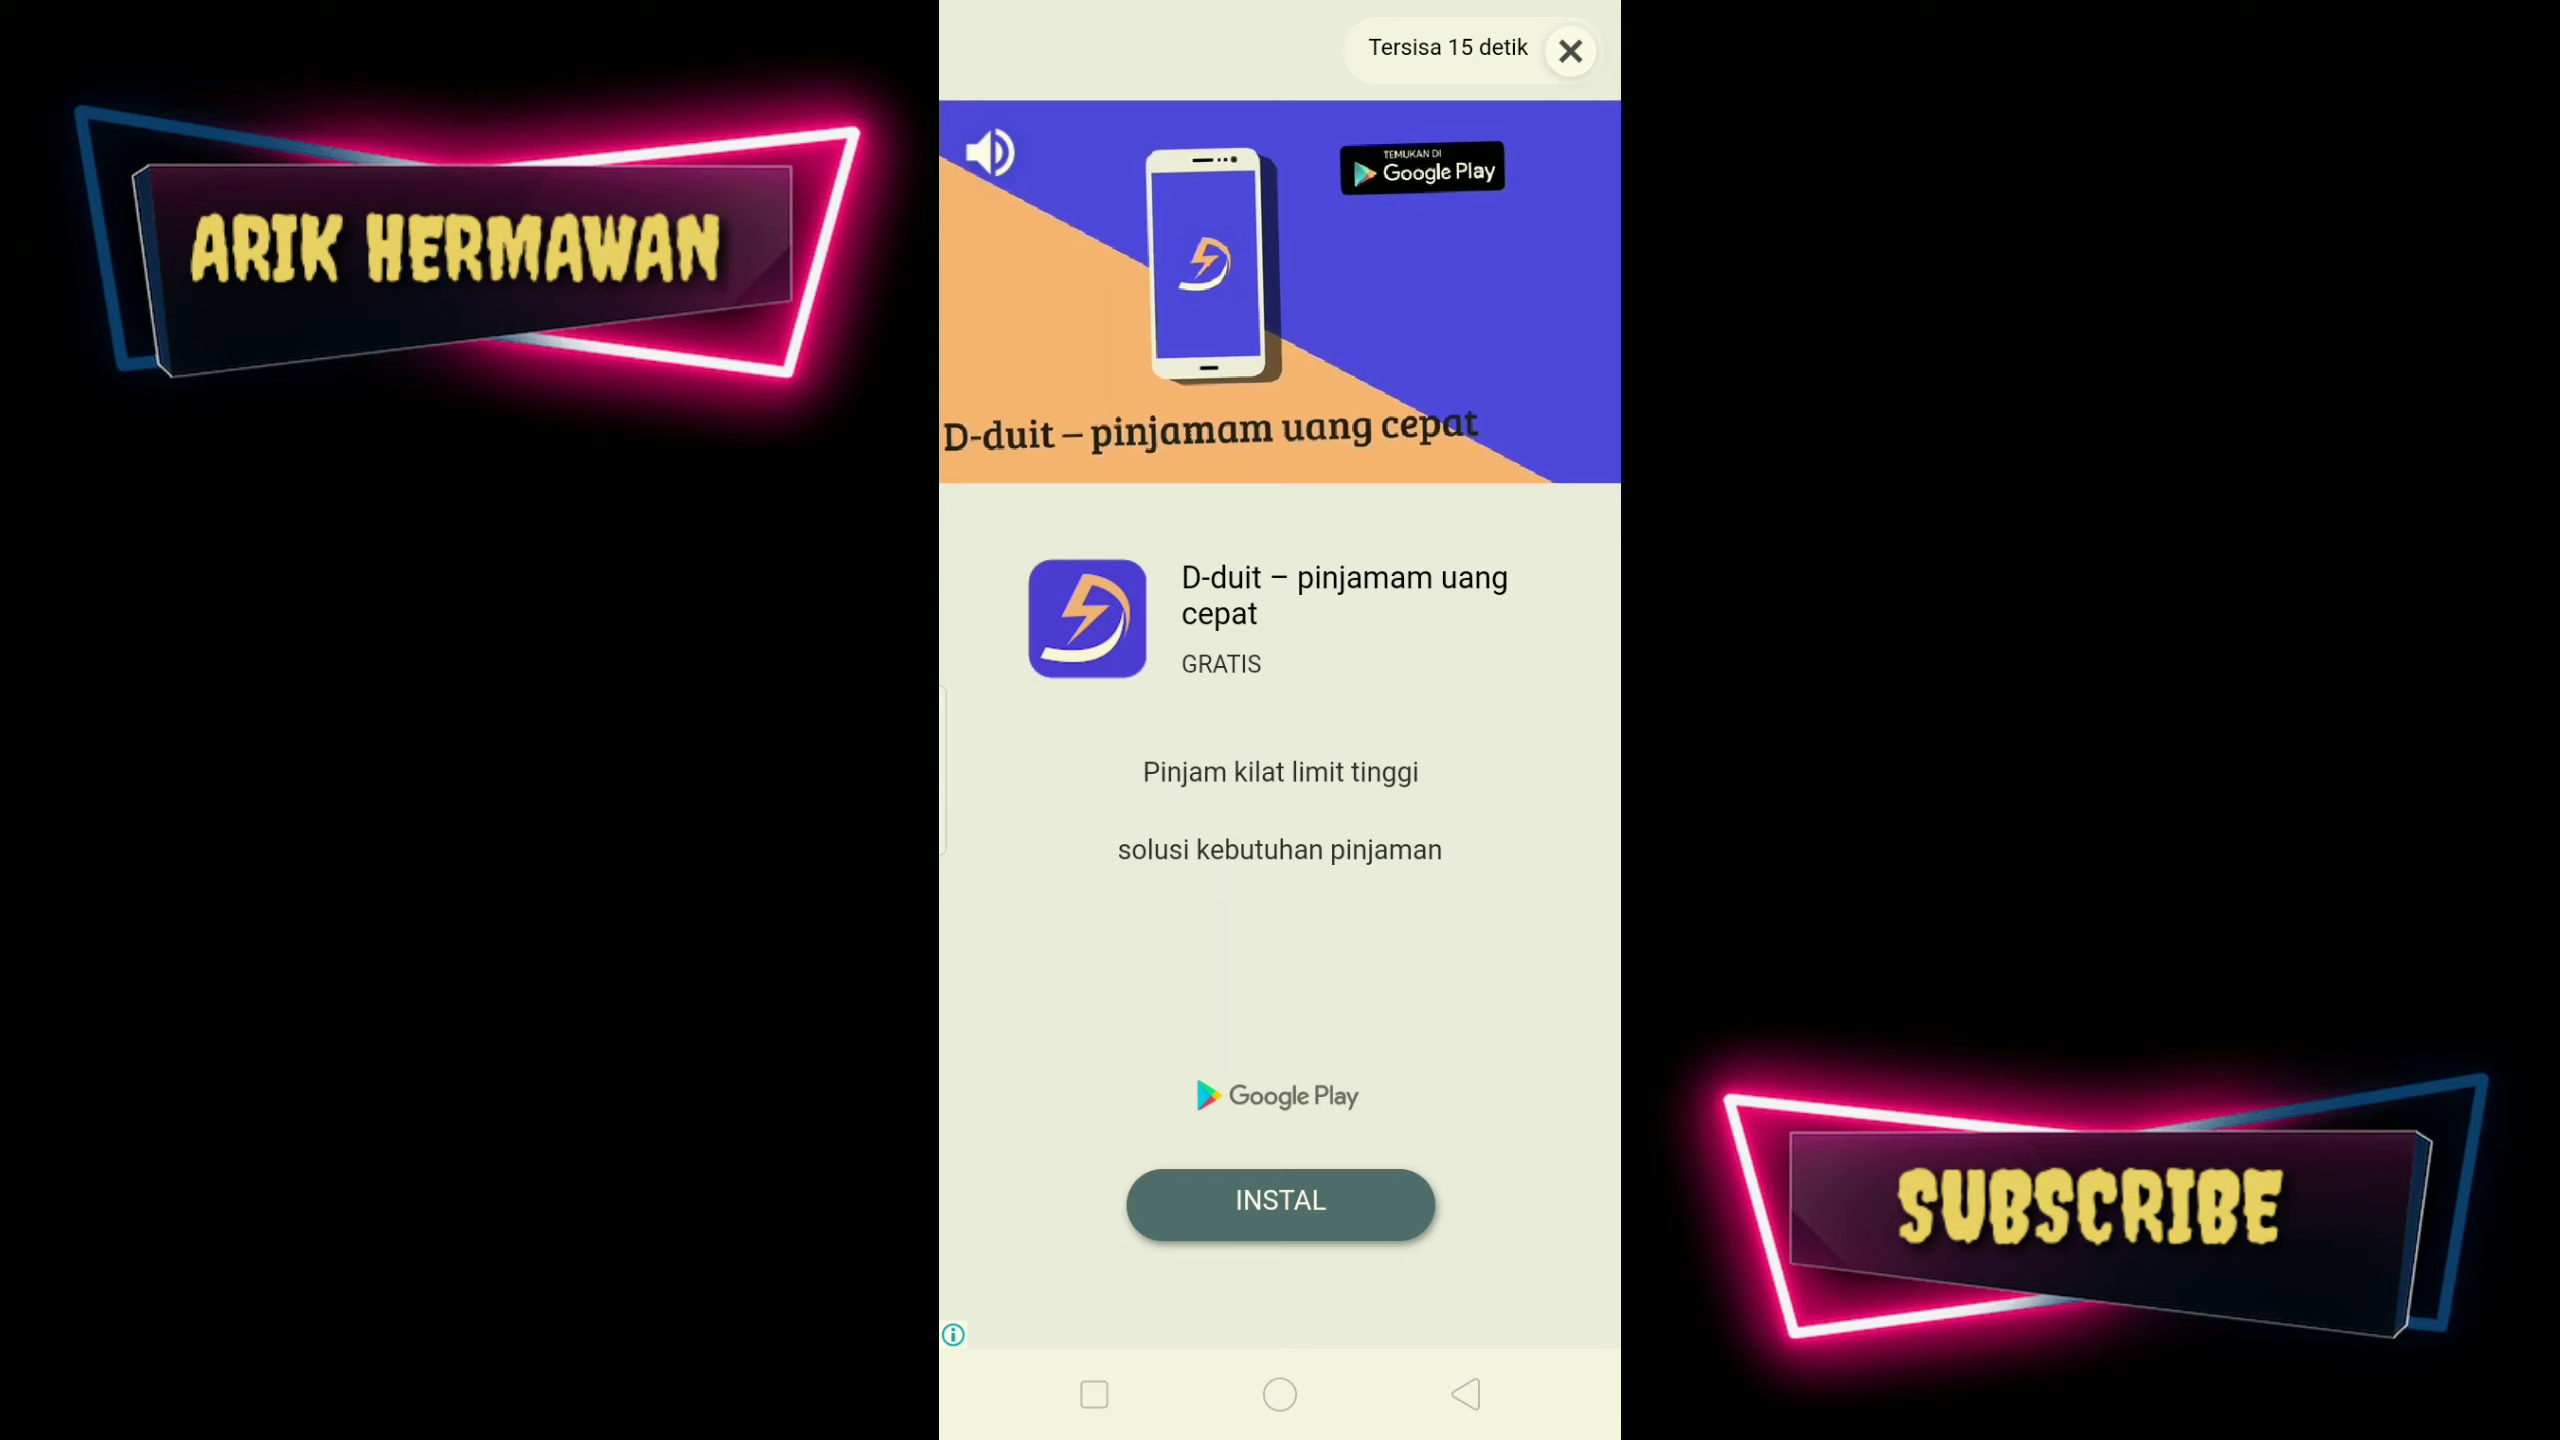 Tersisa 15 detik
ARIK HERMAWAN
TEMUKAN DI
Google Play
D-duit – pinjamam uang cepat
D-duit – pinjamam uang
cepat
GRATIS
Pinjam kilat limit tinggi
solusi kebutuhan pinjaman
Google Play
INSTAL
SUBSCRIBE